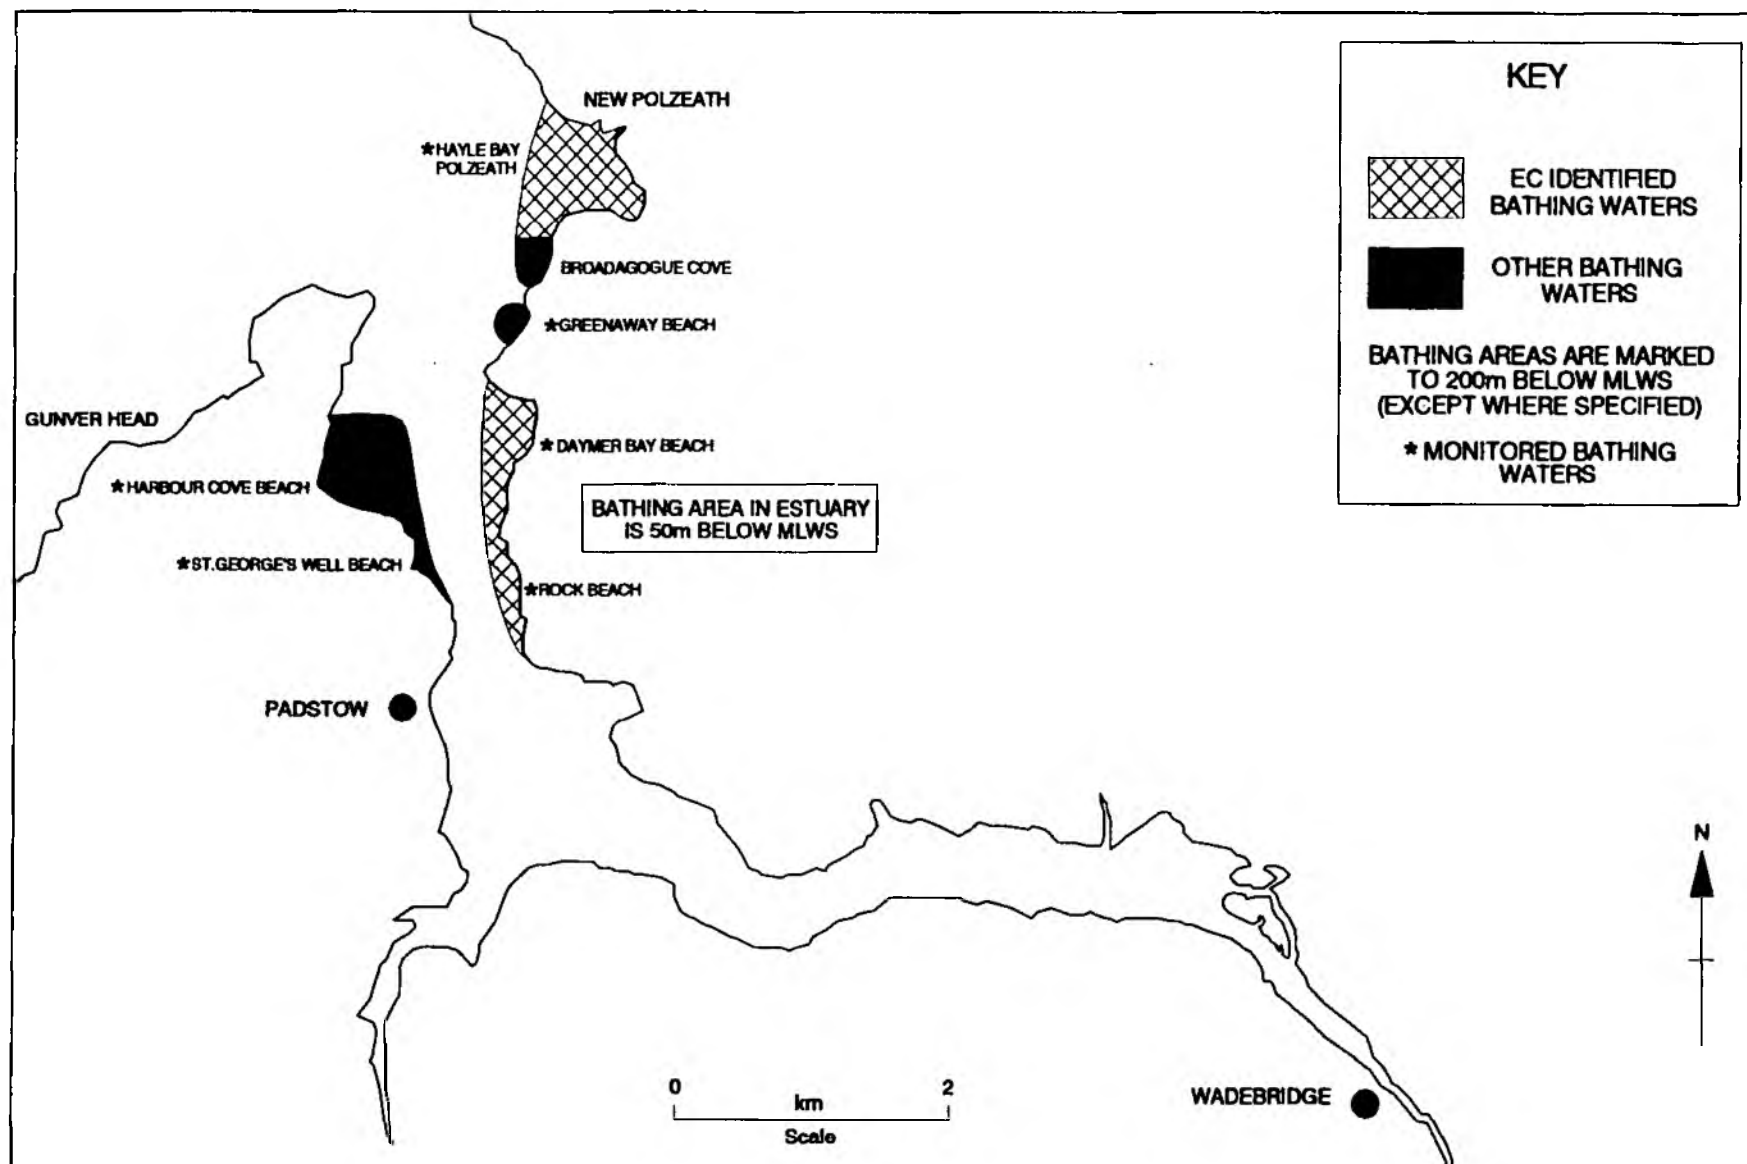 NEW POLZEATH
*HAYLE BAY
POLZEATH
BROADAGOGUE COVE
*GREENAWAY BEACH
GUNVER HEAD
*DAYMER BAY BEACH
*HARBOUR COVE BEACH
BATHING AREA IN ESTUARY
IS 50m BELOW MLWS
*ST.GEORGE'S WELL BEACH
*ROCK BEACH
PADSTOW
WADEBRIDGE
0 2
km
Scale
KEY
EC IDENTIFIED
BATHING WATERS
OTHER BATHING
WATERS
BATHING AREAS ARE MARKED
TO 200m BELOW MLWS
(EXCEPT WHERE SPECIFIED)
* MONITORED BATHING
WATERS
N